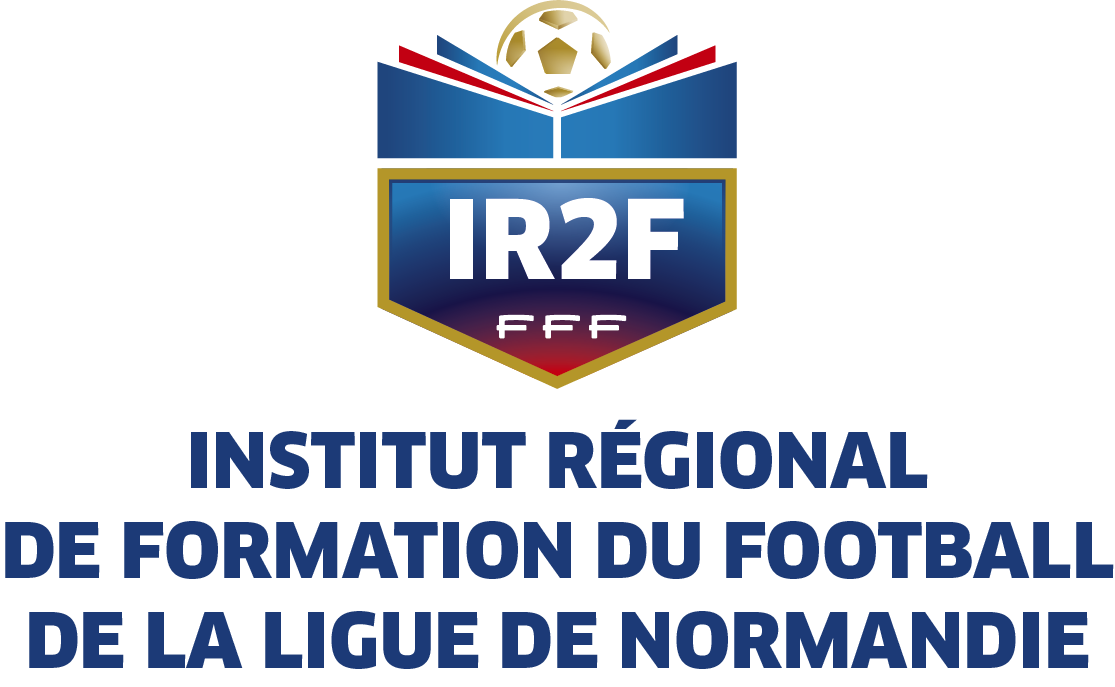 IR2F
FFF
INSTITUT RÉGIONAL
DE FORMATION DU FOOTBALL
DE LA LIGUE DE NORMANDIE